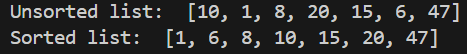 Unsorted list:  [10, 1, 8, 20, 15, 6, 47]
Sorted list:  [1, 6, 8, 10, 15, 20, 47]